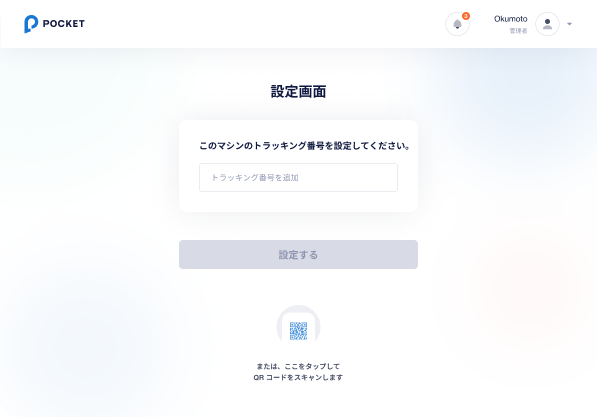 POCKET
3
Okumoto
管理者
設定画面
このマシンのトラッキング番号を設定してください。
トラッキング番号を追加
設定する
または、ここをタップして
QR コードをスキャンします